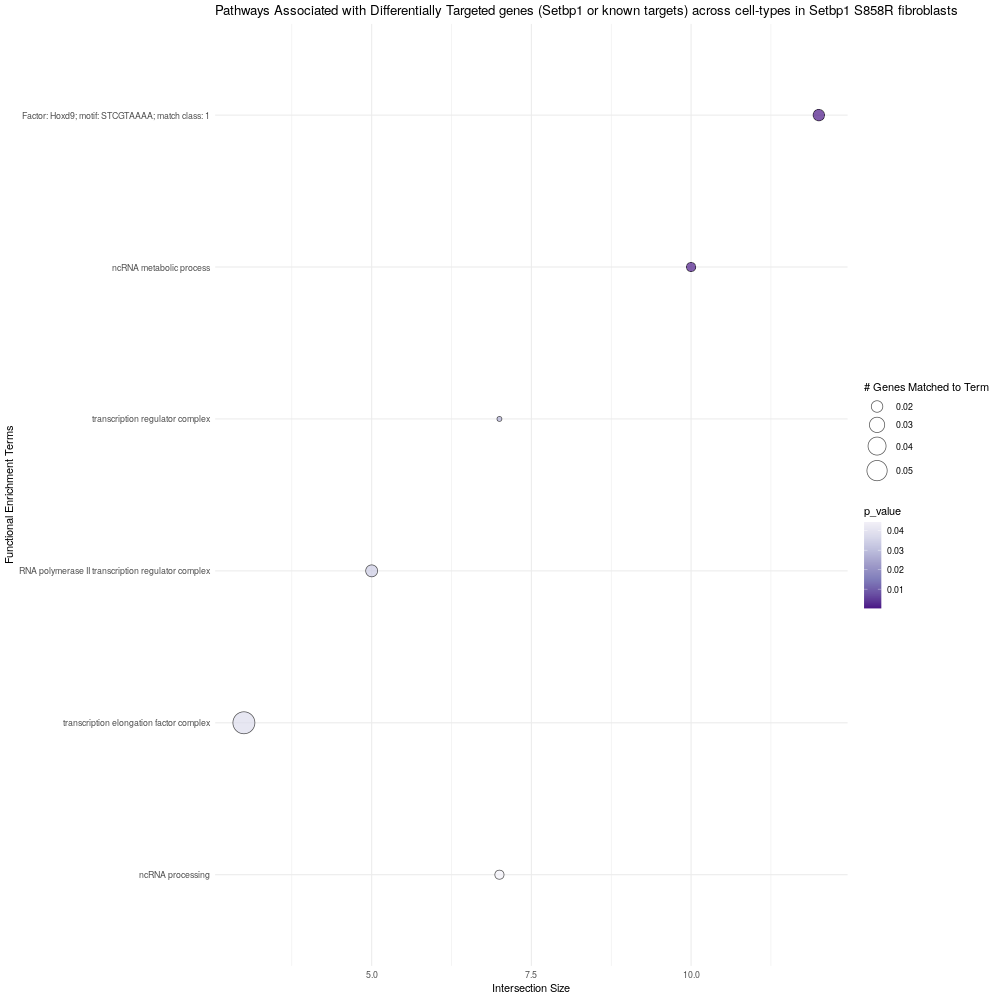 Pathways Associated with Differentially Targeted genes (Setbp1 or known targets) across cell-types in Setbp1 S858R fibroblasts
Factor: Hoxd9; motif: STCGTAAAA; match class: 1
ncRNA metabolic process
transcription regulator complex
RNA polymerase II transcription regulator complex
transcription elongation factor complex
ncRNA processing
Functional Enrichment Terms
5.0
7.5
10.0
Intersection Size
# Genes Matched to Term
0.02
0.03
0.04
0.05
p_value
0.04
0.03
0.02
0.01